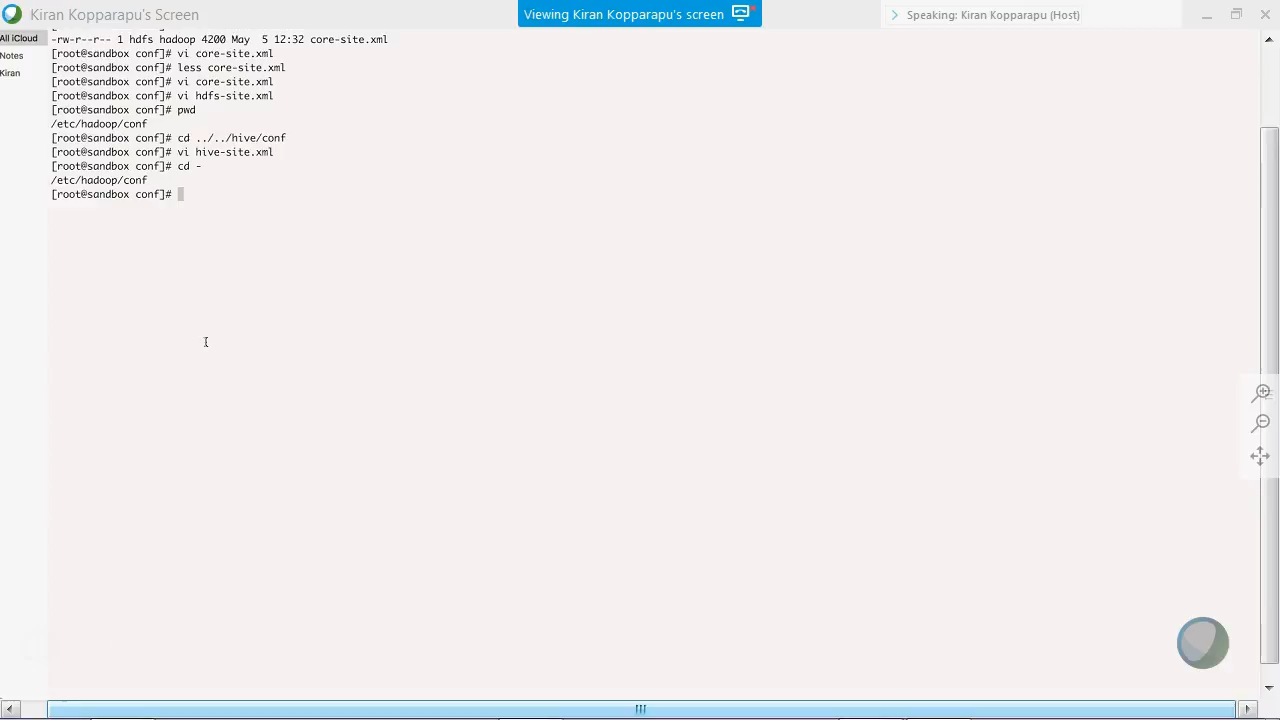 Kiran Kopparapu's Screen
Viewing Kiran Kopparapu's screen
Speaking: Kiran Kopparapu (Host)
All iCloud
Notes
Kiran
-rw-r--r-- 1 hdfs hadoop 4200 May  5 12:32 core-site.xml
[root@sandbox conf]# vi core-site.xml
[root@sandbox conf]# less core-site.xml
[root@sandbox conf]# vi core-site.xml
[root@sandbox conf]# vi hdfs-site.xml
[root@sandbox conf]# pwd
/etc/hadoop/conf
[root@sandbox conf]# cd ../../hive/conf
[root@sandbox conf]# vi hive-site.xml
[root@sandbox conf]# cd -
/etc/hadoop/conf
[root@sandbox conf]#